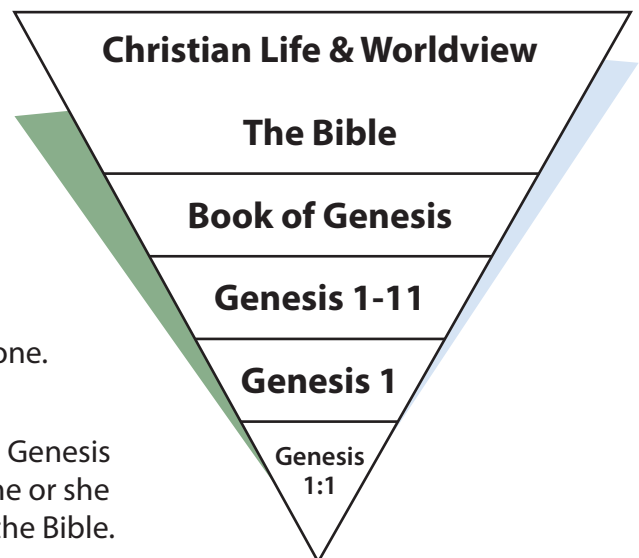 Christian Life & Worldview
The Bible
Book of Genesis
Genesis 1-11
Genesis 1
Genesis
1:1
one.
Genesis
he or she
the Bible.